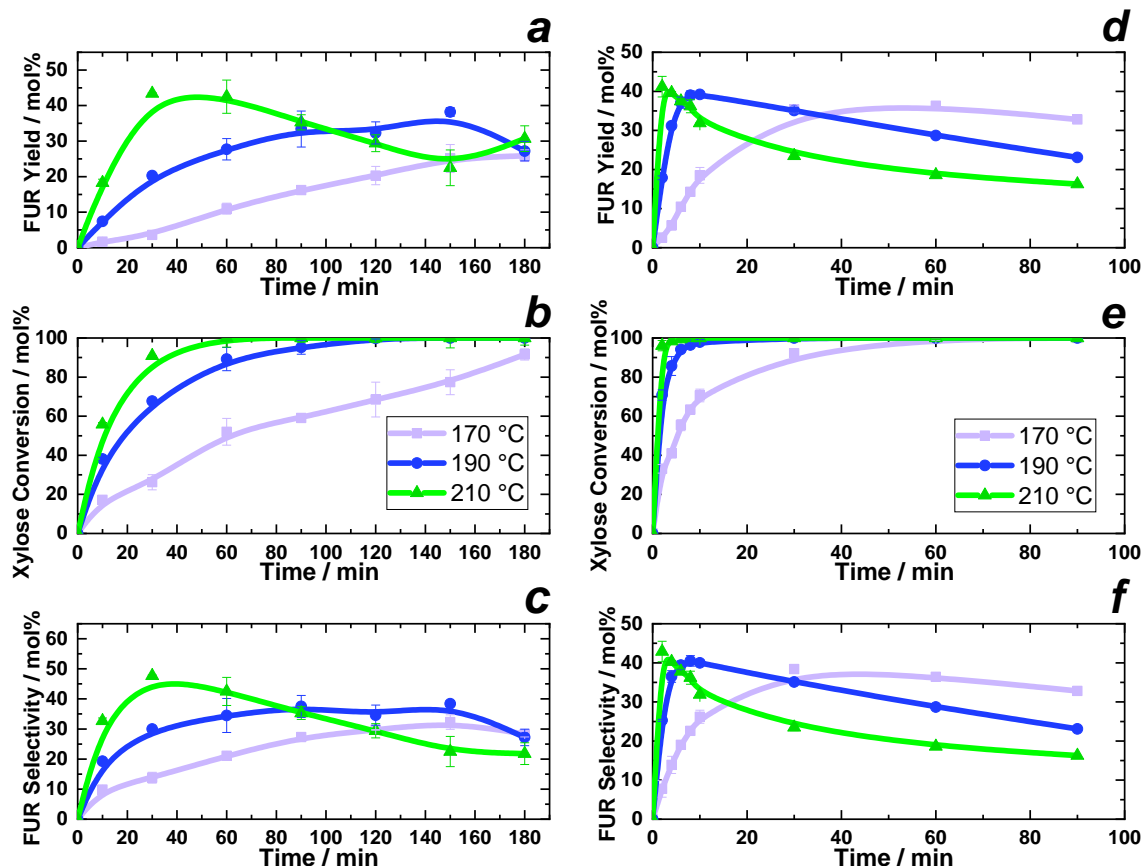 a
FUR Yield / mol%
50
40
30
20
10
0
0 20 40 60 80 100 120 140 160 180
Time / min
d
FUR Yield / mol%
50
40
30
20
10
0
0 20 40 60 80 100
Time / min
b
Xylose Conversion / mol%
100
80
60
40
20
0
170 °C
190 °C
210 °C
0 20 40 60 80 100 120 140 160 180
Time / min
e
Xylose Conversion / mol%
100
80
60
40
20
0
170 °C
190 °C
210 °C
0 20 40 60 80 100
Time / min
c
FUR Selectivity / mol%
60
50
40
30
20
10
0
0 20 40 60 80 100 120 140 160 180
Time / min
f
FUR Selectivity / mol%
50
40
30
20
10
0
0 20 40 60 80 100
Time / min